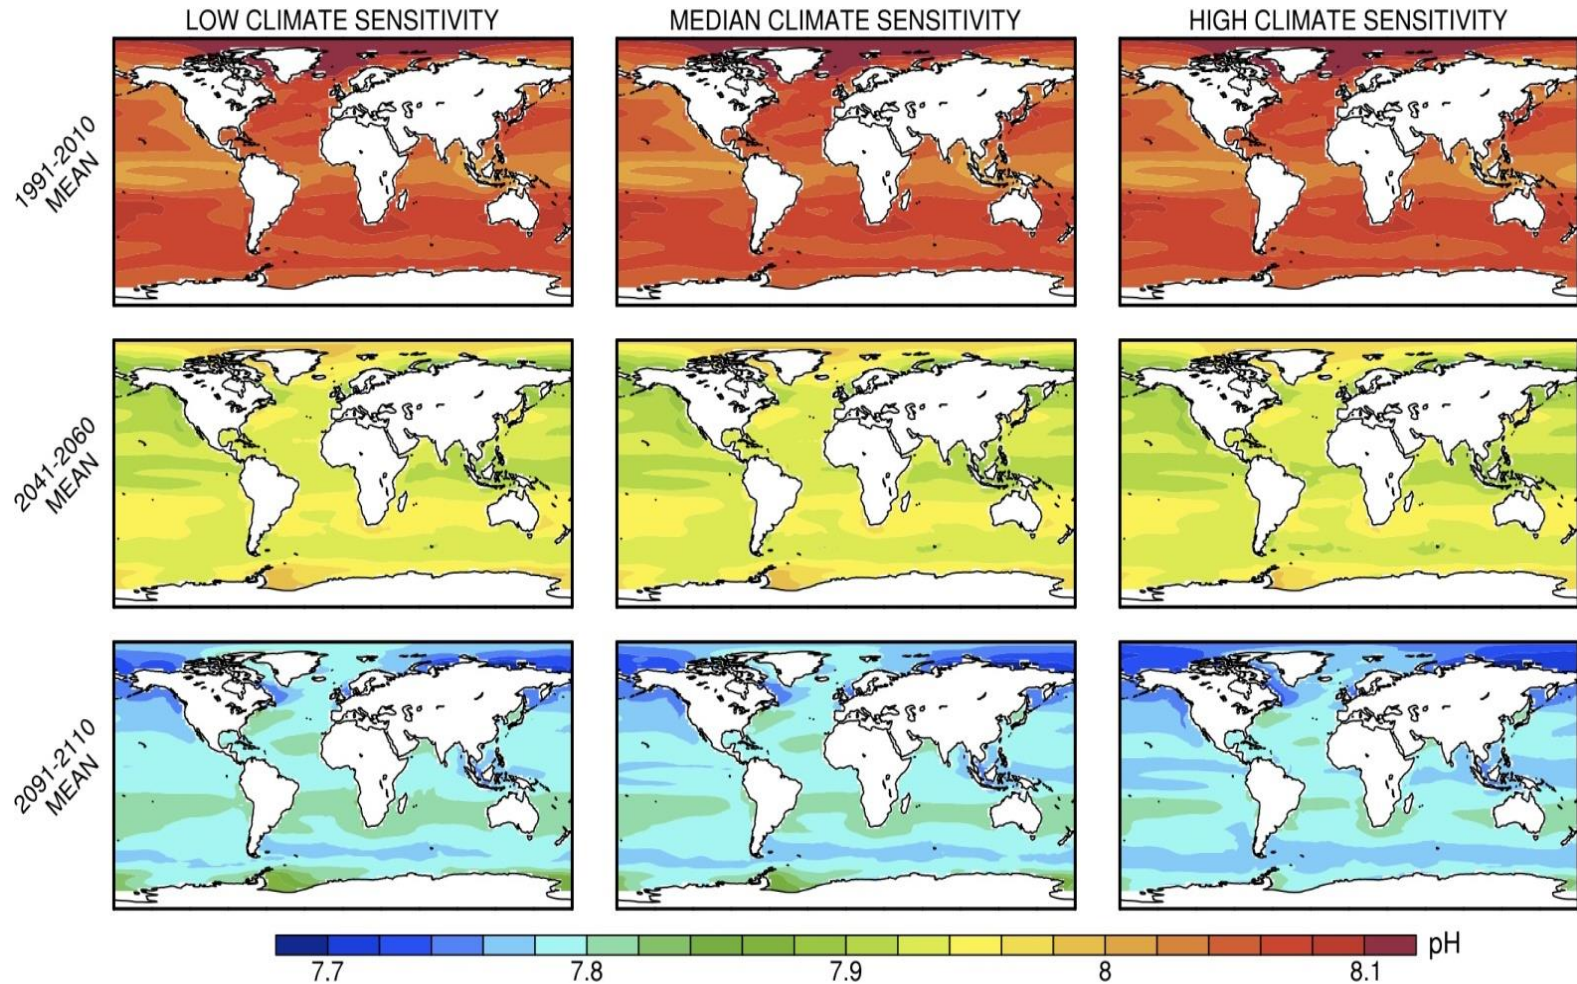 LOW CLIMATE SENSITIVITY
MEDIAN CLIMATE SENSITIVITY
HIGH CLIMATE SENSITIVITY
1991-2010
MEAN
2041-2060
MEAN
2091-2110
MEAN
pH
7.7 7.8 7.9 8 8.1